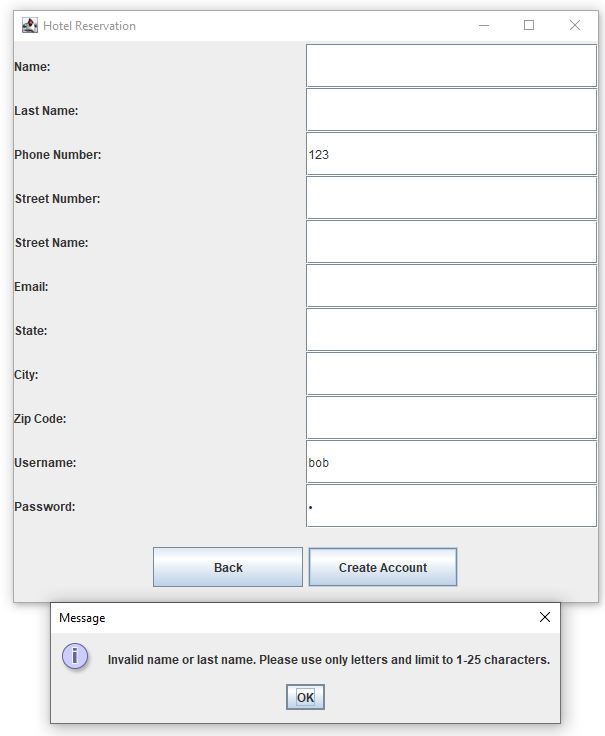 Hotel Reservation
Name:
Last Name:
Phone Number: 123
Street Number:
Street Name:
Email:
State:
City:
Zip Code:
Username: bob
Password: •
Back Create Account
Message
i Invalid name or last name. Please use only letters and limit to 1-25 characters.
OK